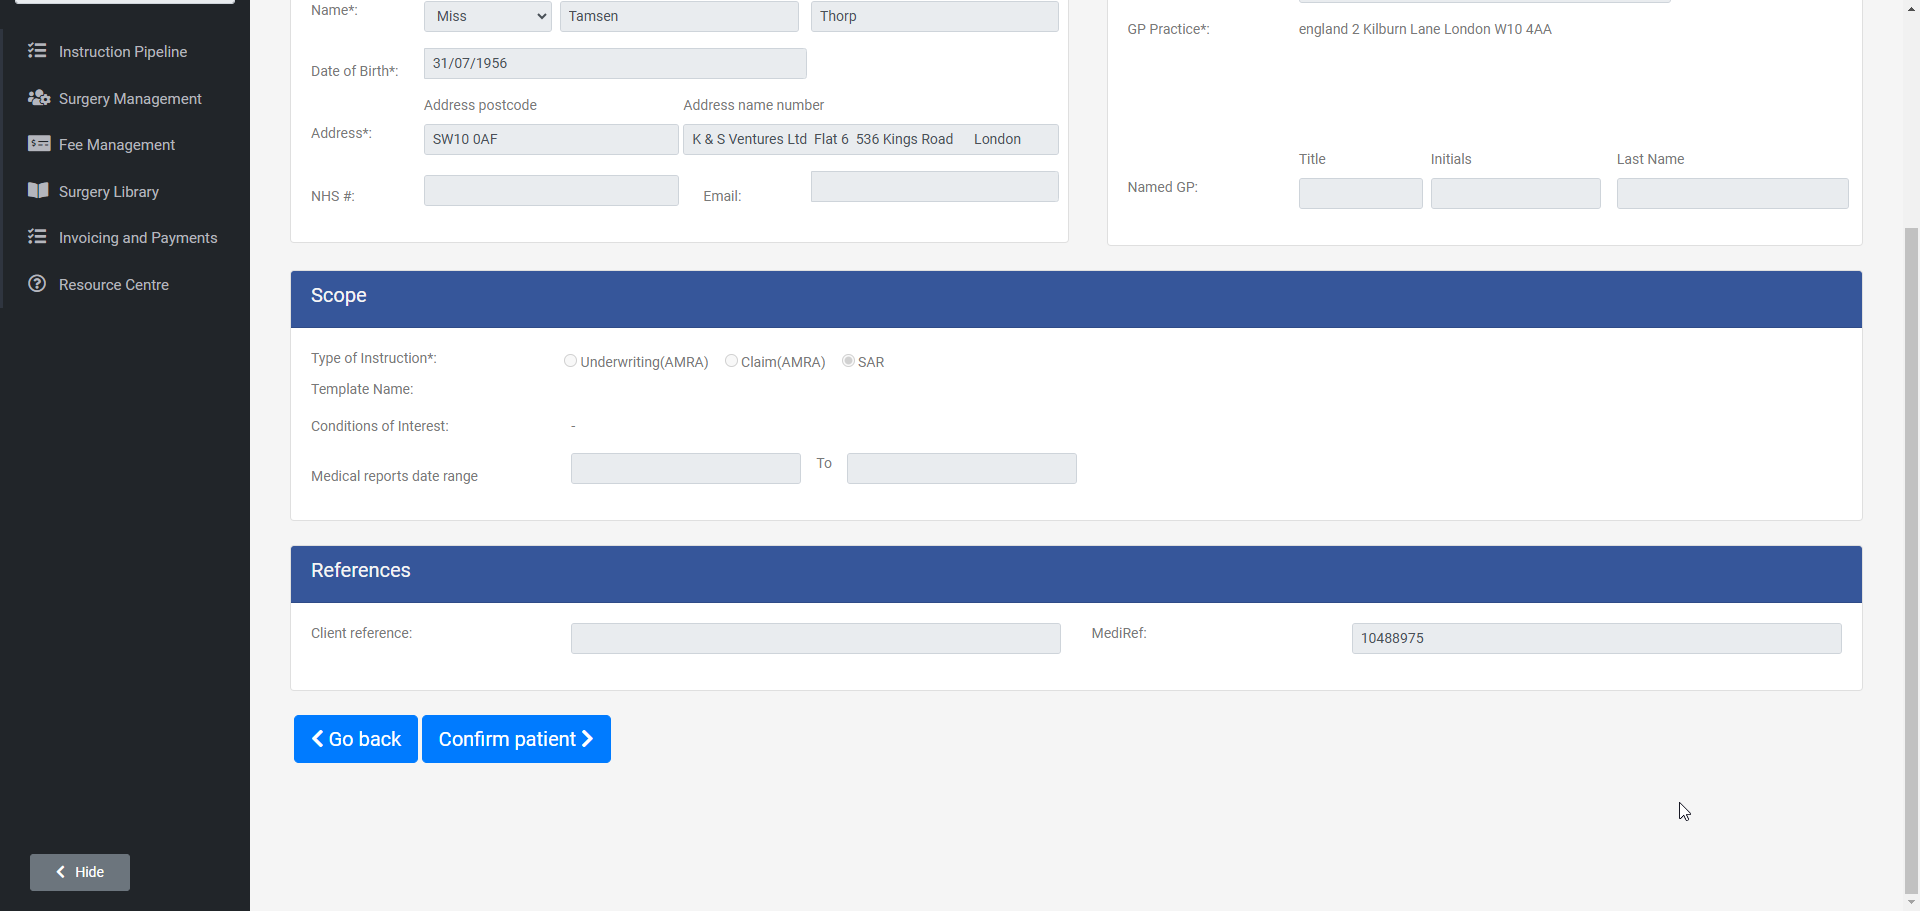 Instruction Pipeline
Surgery Management
Fee Management
Surgery Library
Invoicing and Payments
Resource Centre
Hide
Name*: Miss Tamsen Thorp
Date of Birth*: 31/07/1956
Address postcode Address name number
Address*: SW10 0AF K & S Ventures Ltd Flat 6 536 Kings Road London
NHS #: Email:
GP Practice*: england 2 Kilburn Lane London W10 4AA
Title Initials Last Name
Named GP:
Scope
Type of Instruction*: Underwriting(AMRA) Claim(AMRA) SAR
Template Name:
Conditions of Interest: -
Medical reports date range To
References
Client reference: MediRef: 10488975
Go back Confirm patient